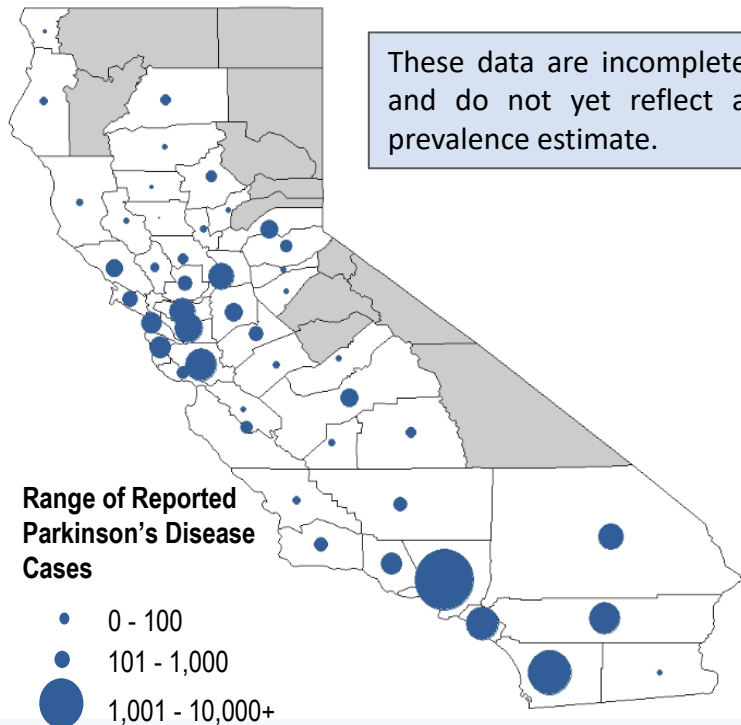 These data are incomplete
and do not yet reflect a
prevalence estimate.
Range of Reported
Parkinson's Disease
Cases
0 - 100
101 - 1,000
1,001 - 10,000+